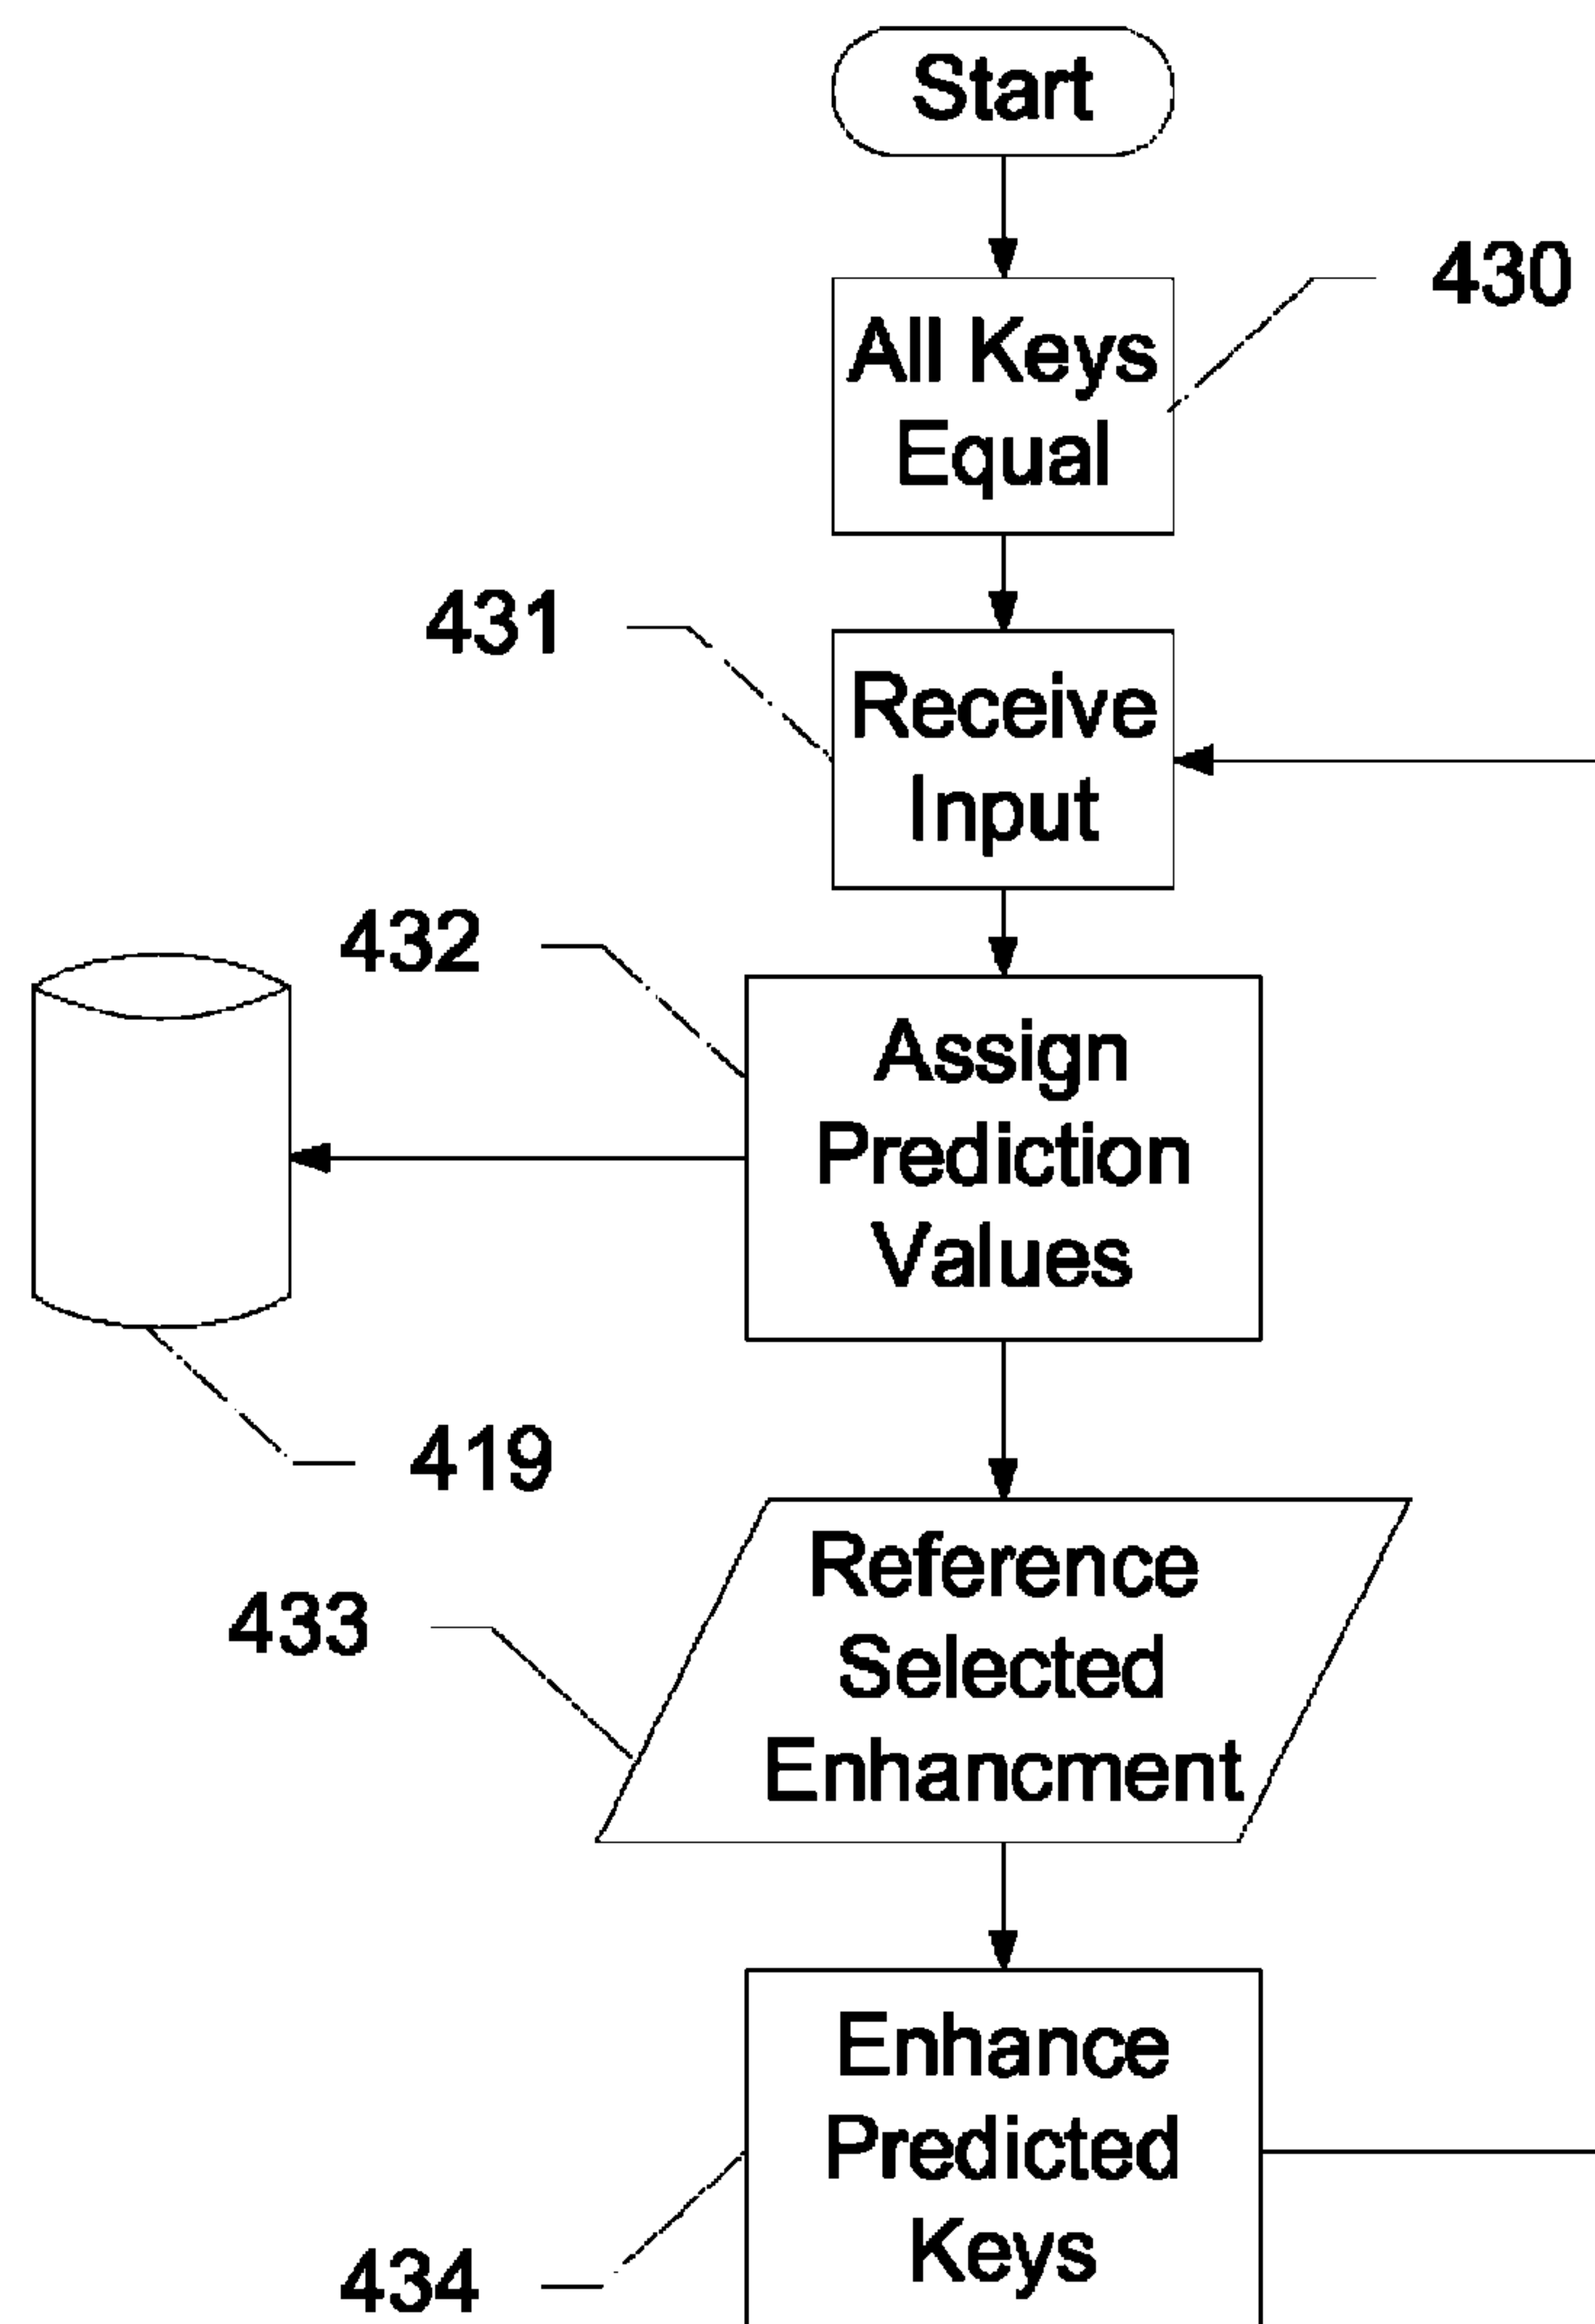 Start
430
All Keys
Equal
431
Receive
Input
432
Assign
Prediction
Values
419
Reference
433
Selected
Enhancment
Enhance
Predicted
Keys
434